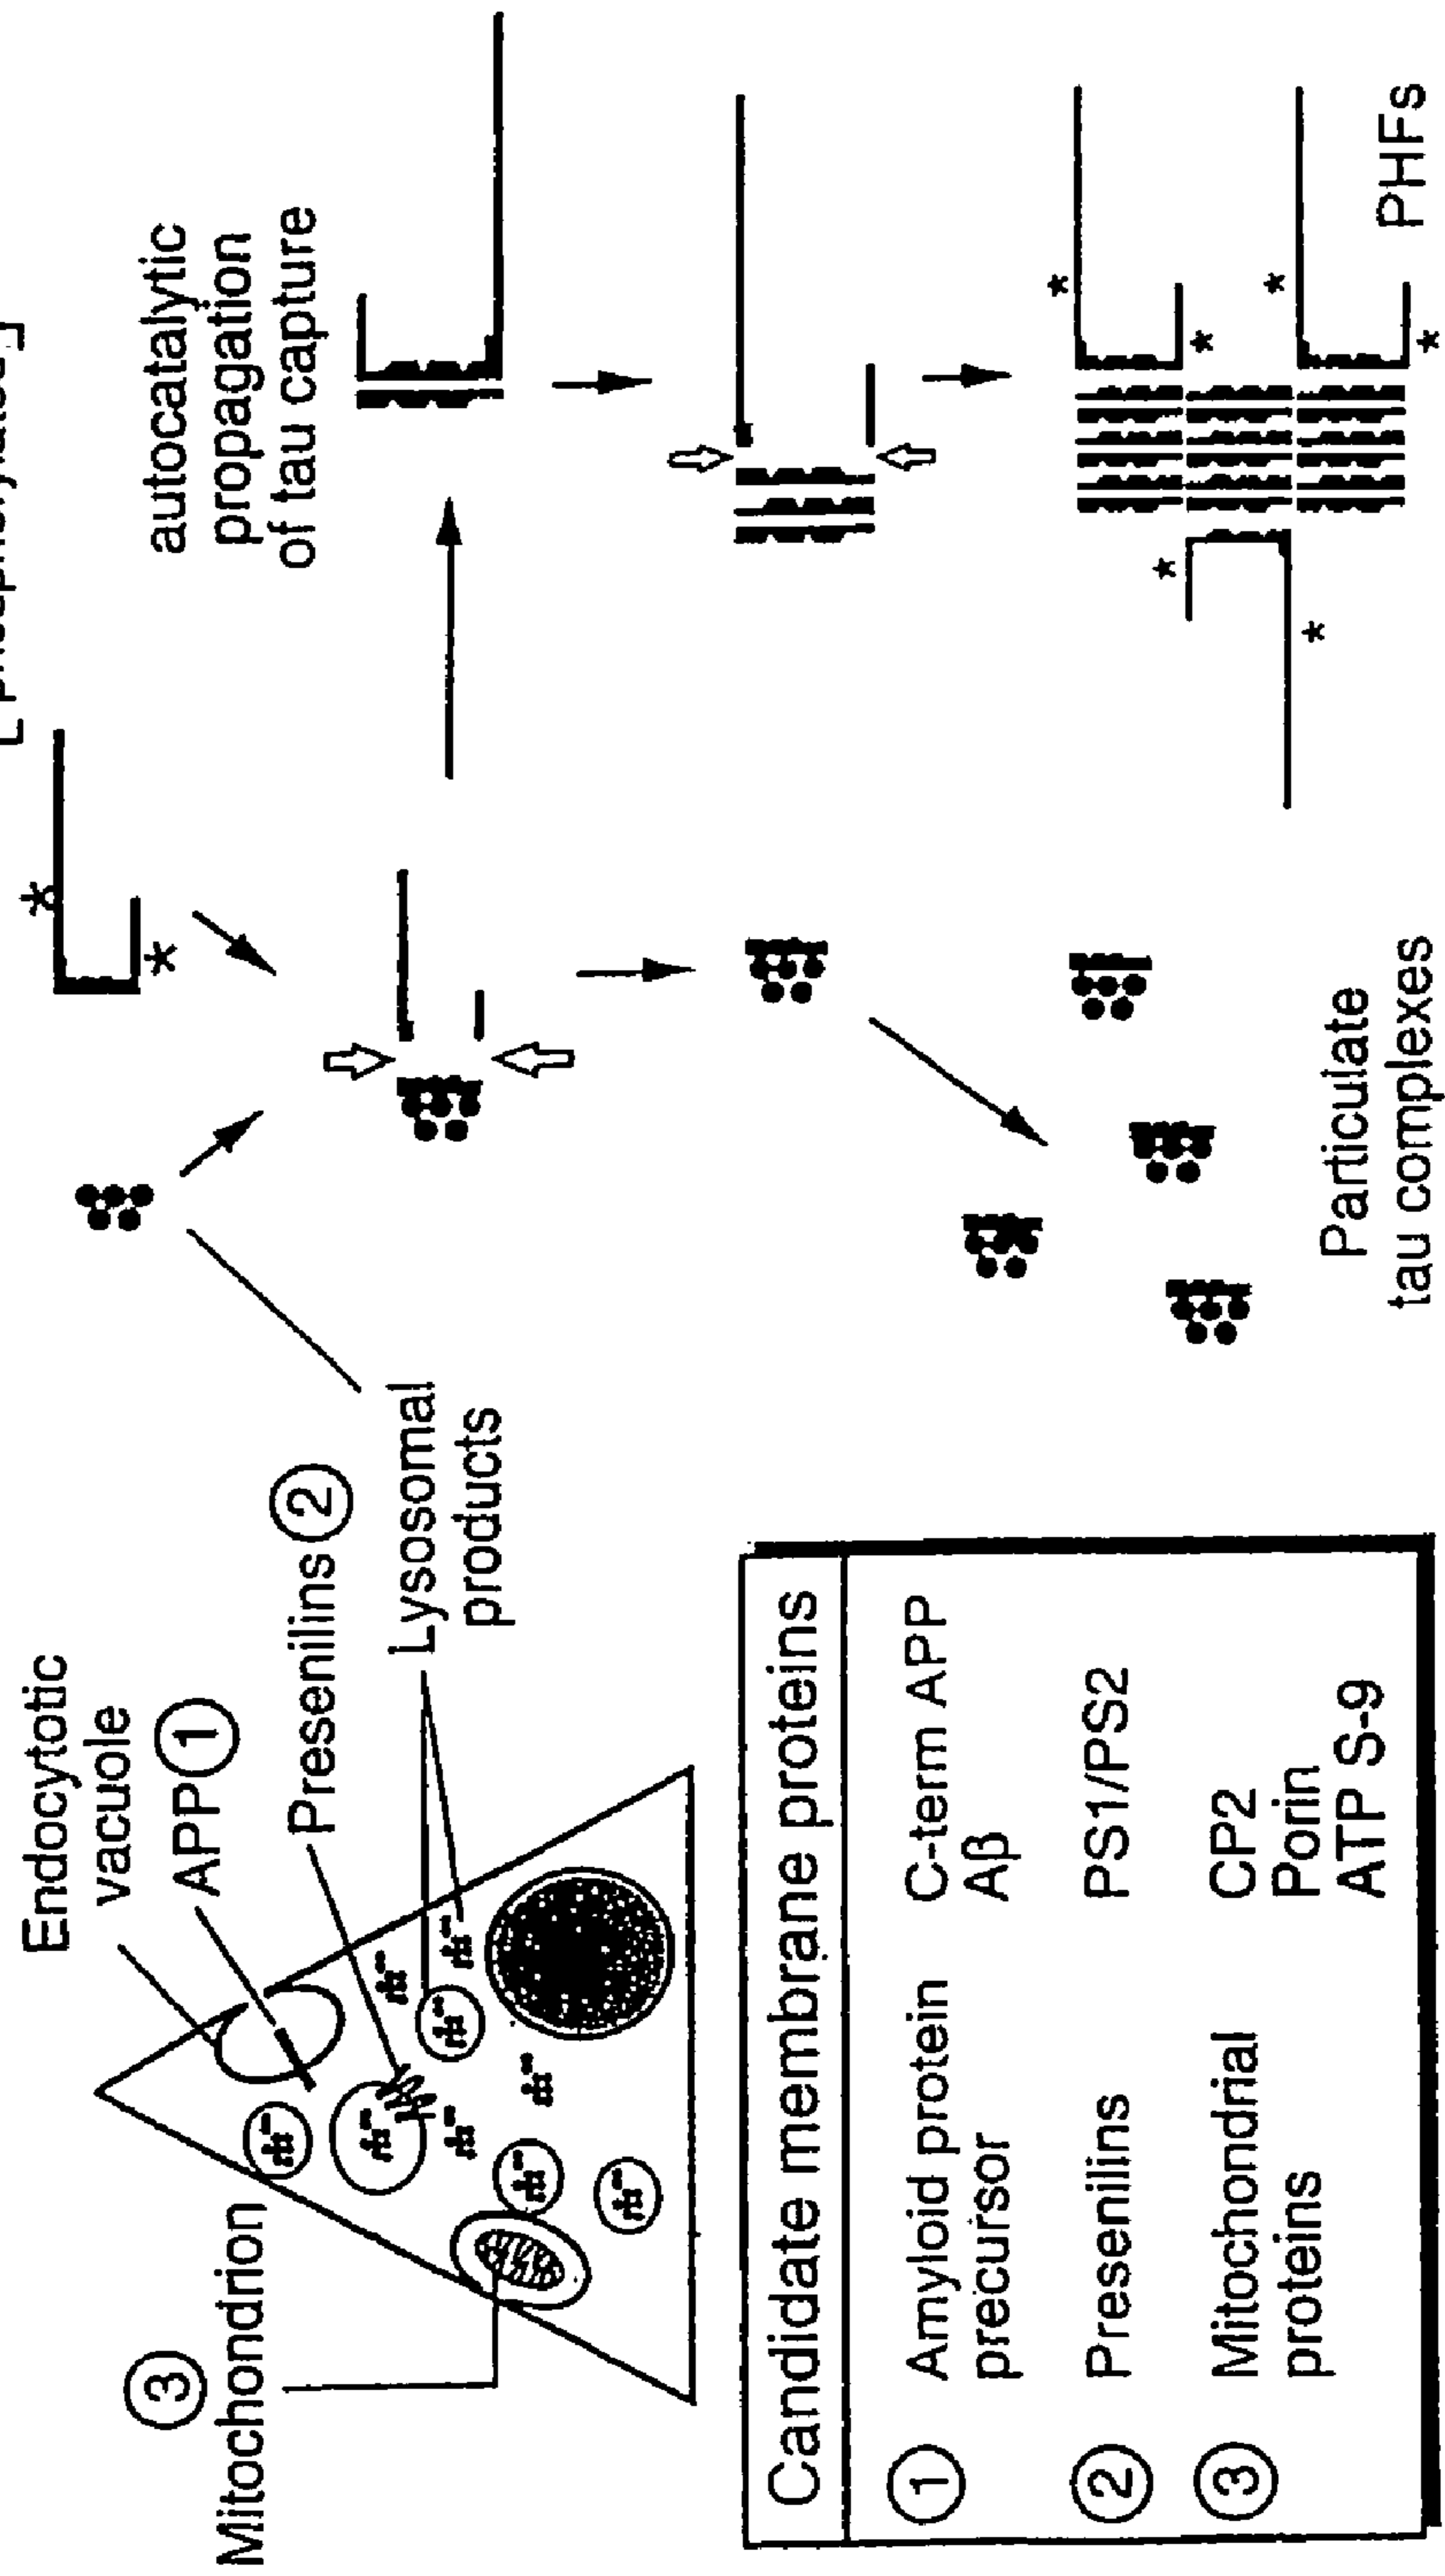 [phosphorylated]
Endocytotic
vacuole
APP ①
Presenilins ②
③
Mitochondrion
Lysosomal
products
autocatalytic
propagation
of tau capture
*
*
Candidate membrane proteins
① Amyloid protein C-term APP
precursor Aβ
② Presenilins PS1/PS2
③ Mitochondrial CP2
proteins Porin
ATP S-9
Particulate
tau complexes
*
*
*
*
*
*
PHFs